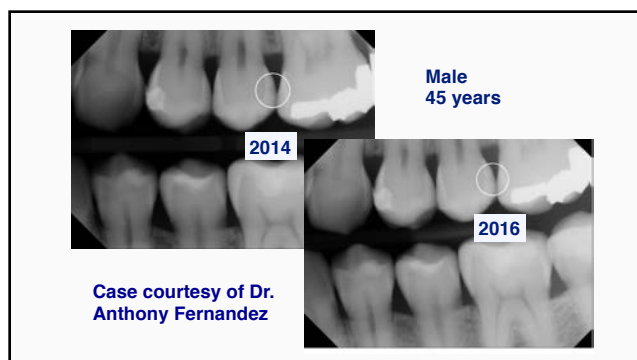 Male
45 years
2014
2016
Case courtesy of Dr.
Anthony Fernandez